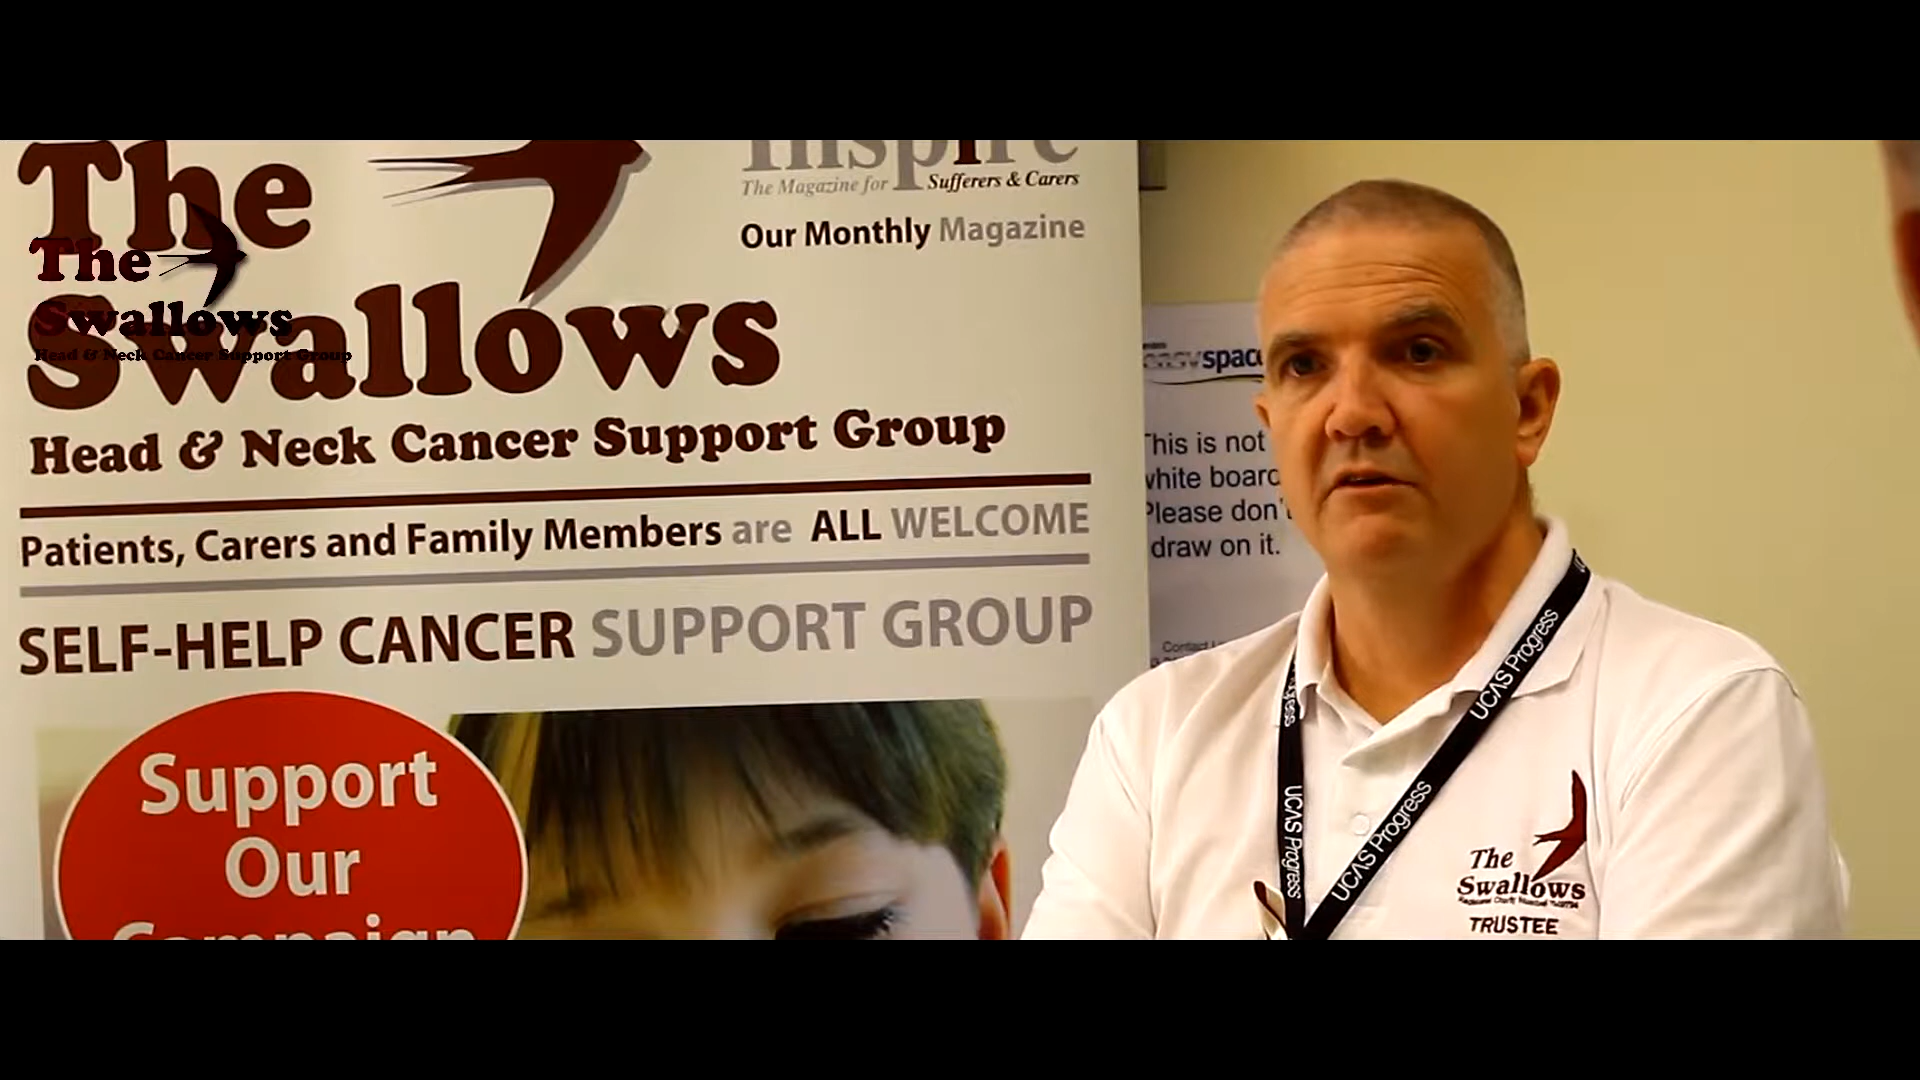 The
Swallows
Head & Neck Cancer Support Group
Patients, Carers and Family Members are ALL WELCOME
SELF-HELP CANCER SUPPORT GROUP
Support
Our
Campaign
Inspire
The Magazine for Sufferers & Carers
Our Monthly Magazine
The
Swallows
Head & Neck Cancer Support Group
easyspace
This is not
white board
Please don't
draw on it.
Contact
UCAS Progress
UCAS Progress
UCAS Progress
The
Swallows
TRUSTEE